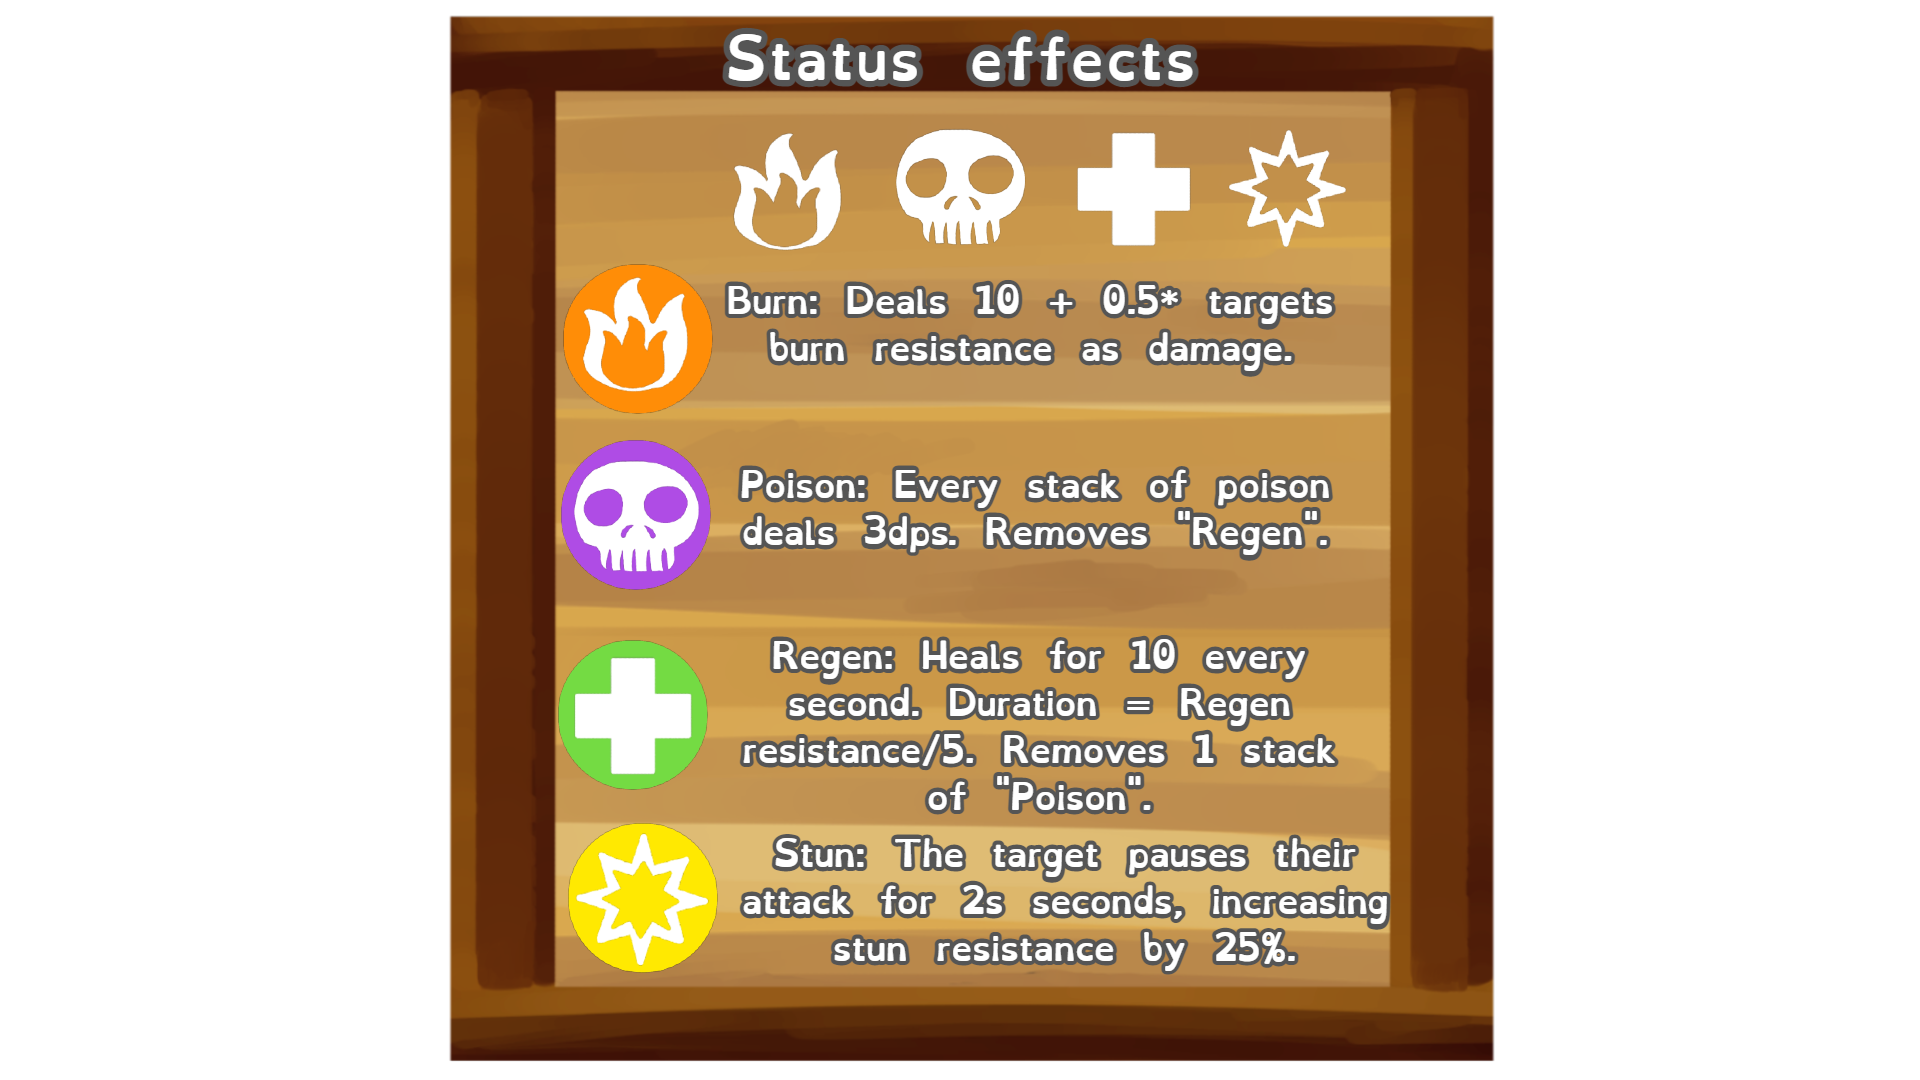 Status effects
Burn: Deals 10 + 0.5* targets
burn resistance as damage.
Poison: Every stack of poison
deals 3dps. Removes "Regen".
Regen: Heals for 10 every
second. Duration = Regen
resistance/5. Removes 1 stack
of "Poison".
Stun: The target pauses their
attack for 2s seconds, increasing
stun resistance by 25%.